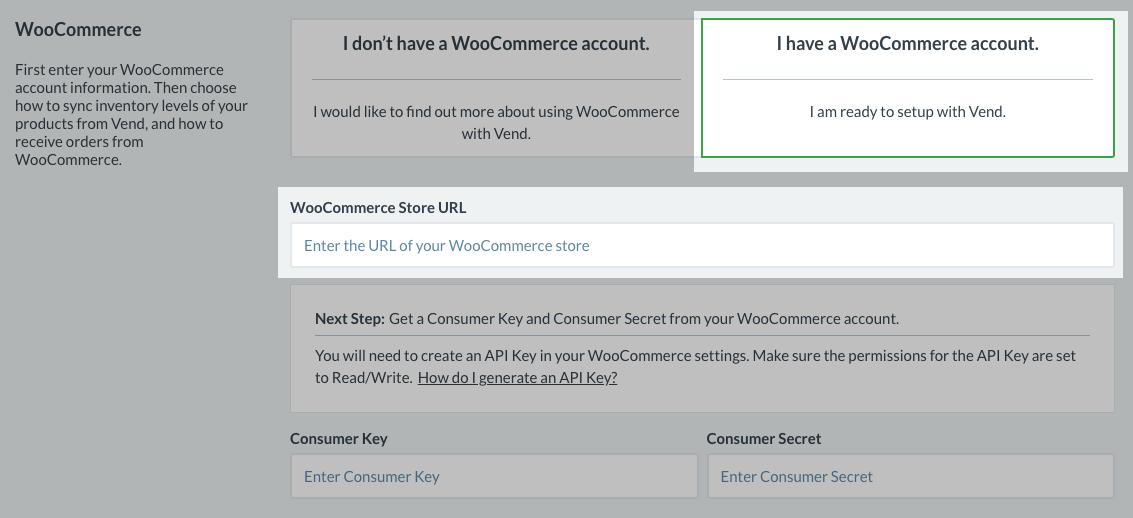 WooCommerce
First enter your WooCommerce
account information. Then choose
how to sync inventory levels of your
products from Vend, and how to
receive orders from
WooCommerce.
I don’t have a WooCommerce account.
I would like to find out more about using WooCommerce
with Vend.
I have a WooCommerce account.
I am ready to setup with Vend.
WooCommerce Store URL
Enter the URL of your WooCommerce store
Next Step: Get a Consumer Key and Consumer Secret from your WooCommerce account.
You will need to create an API Key in your WooCommerce settings. Make sure the permissions for the API Key are set
to Read/Write. How do I generate an API Key?
Consumer Key
Enter Consumer Key
Consumer Secret
Enter Consumer Secret